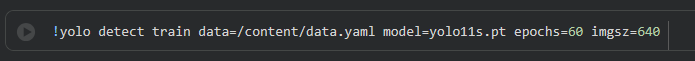 !yolo detect train data=/content/data.yaml model=yolo11s.pt epochs=60 imgsz=640